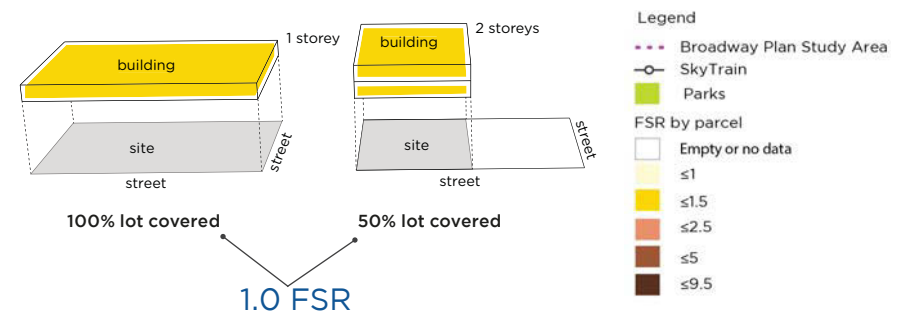 1 storey
building
site
street
street
100% lot covered
2 storeys
building
site
street
street
50% lot covered
1.0 FSR
Legend
Broadway Plan Study Area
SkyTrain
Parks
FSR by parcel
Empty or no data
≤1
≤1.5
≤2.5
≤5
≤9.5